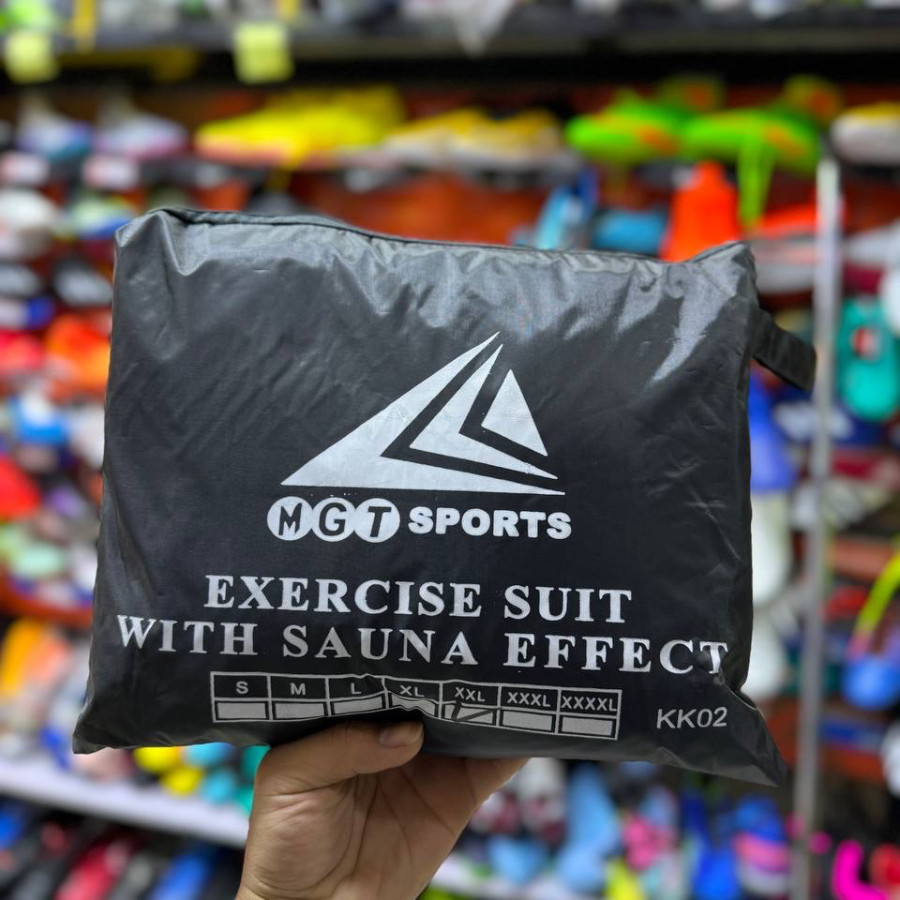 MGT SPORTS
EXERCISE SUIT
WITH SAUNA EFFECT
S M L XL XXL XXXL XXXXL
KK02